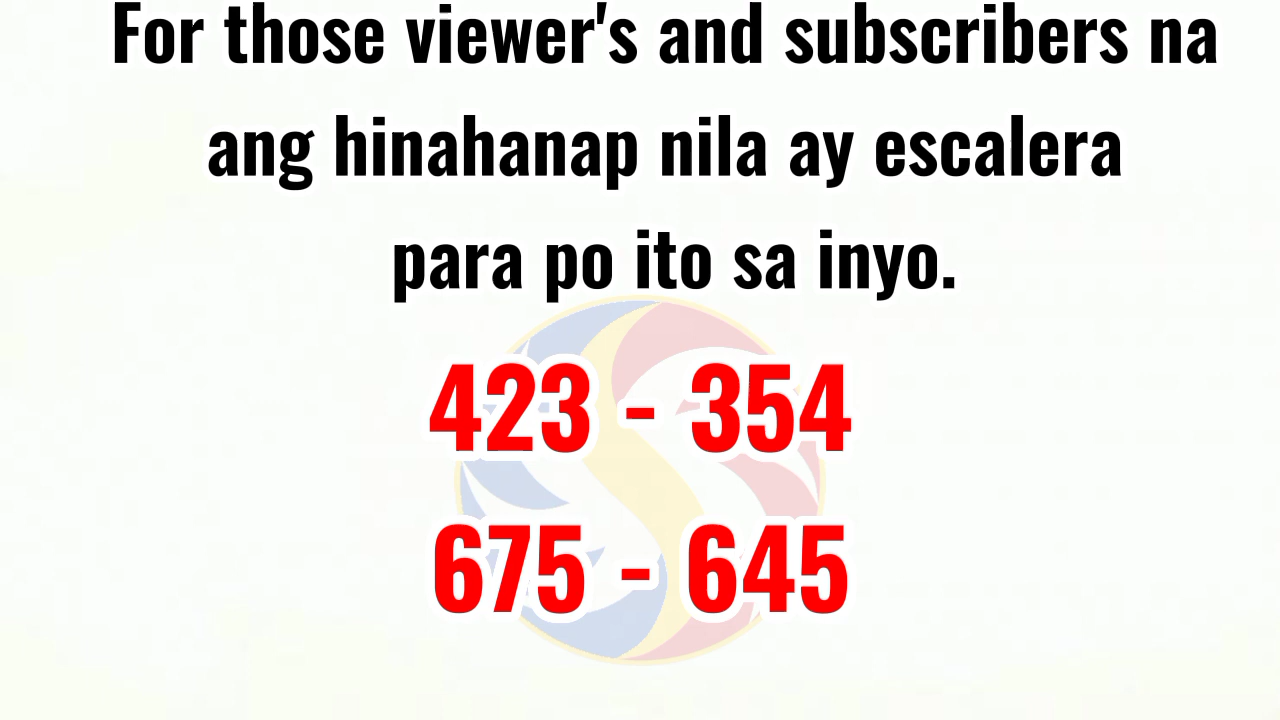 For those viewer's and subscribers na
ang hinahanap nila ay escalera
para po ito sa inyo.
423 - 354
675 - 645